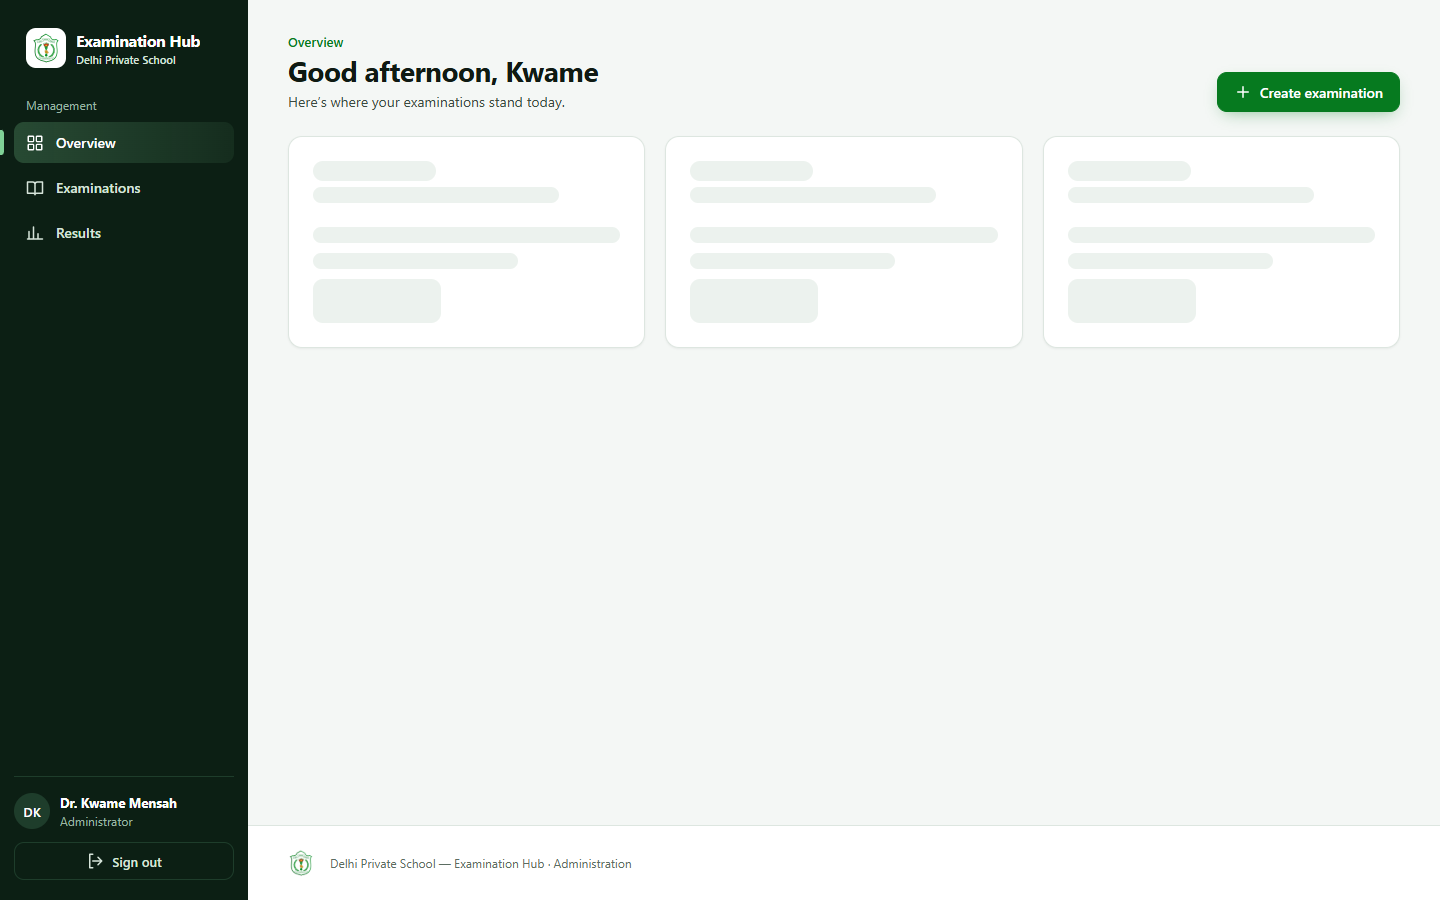 Examination Hub
Delhi Private School
Management
Overview
Examinations
Results
DK
Dr. Kwame Mensah
Administrator
Sign out
Overview
Good afternoon, Kwame
Here’s where your examinations stand today.
Create examination
Delhi Private School — Examination Hub · Administration